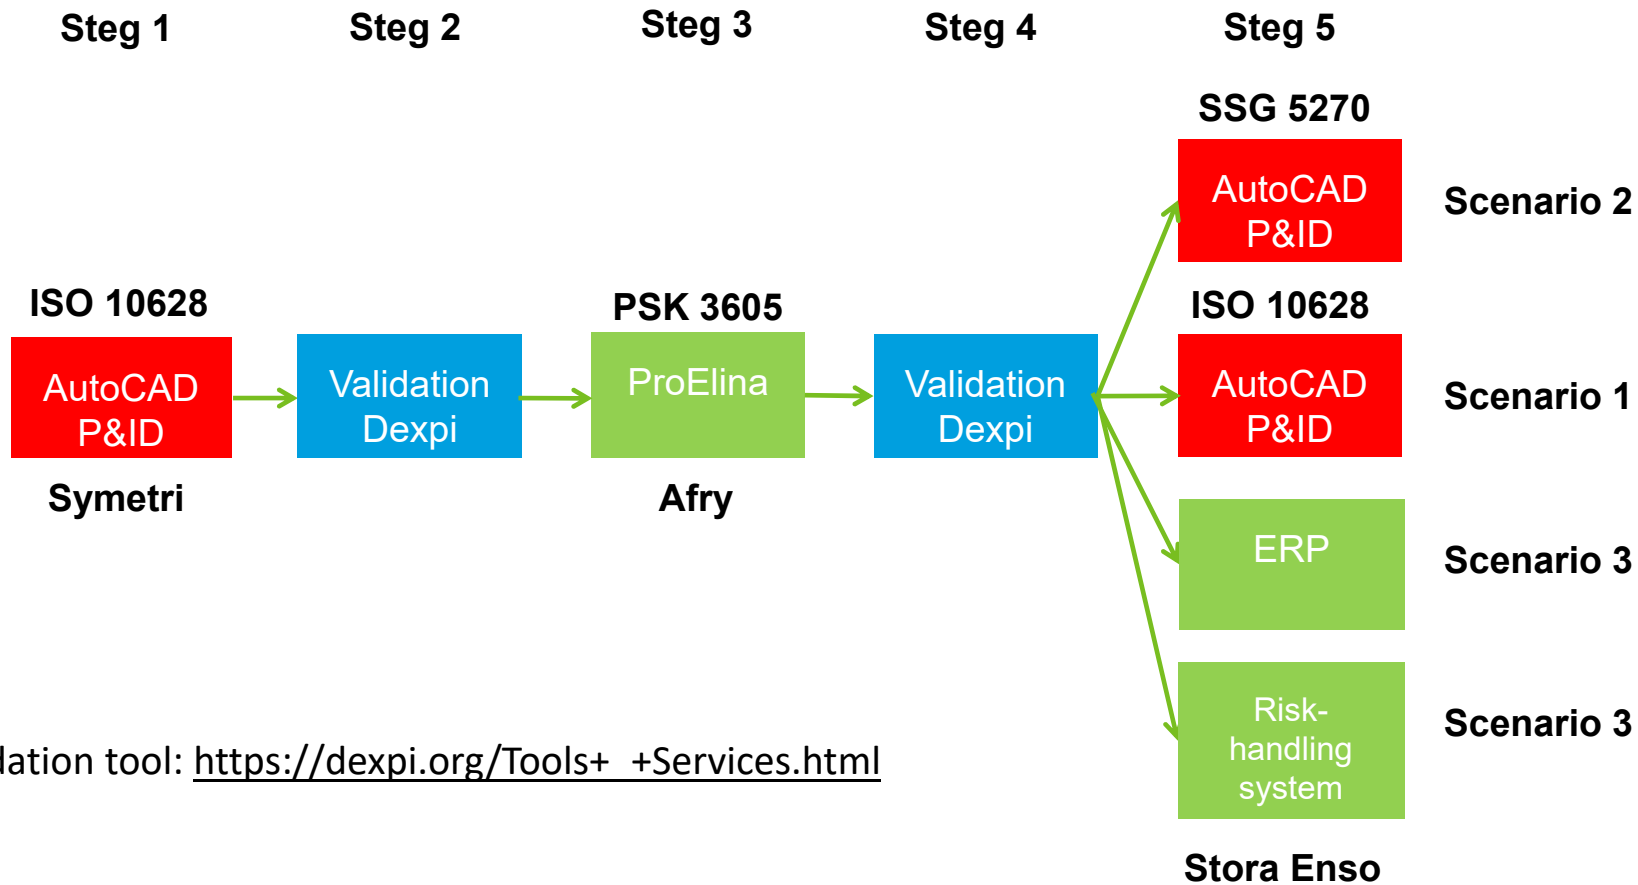 Steg 1
Steg 2
Steg 3
Steg 4
Steg 5
SSG 5270
AutoCAD
P&ID
Scenario 2
ISO 10628
AutoCAD
P&ID
Symetri
Validation
Dexpi
PSK 3605
ProElina
Afry
Validation
Dexpi
ISO 10628
AutoCAD
P&ID
Scenario 1
ERP
Scenario 3
Risk-
handling
system
Scenario 3
Stora Enso
dation tool: https://dexpi.org/Tools+_+Services.html